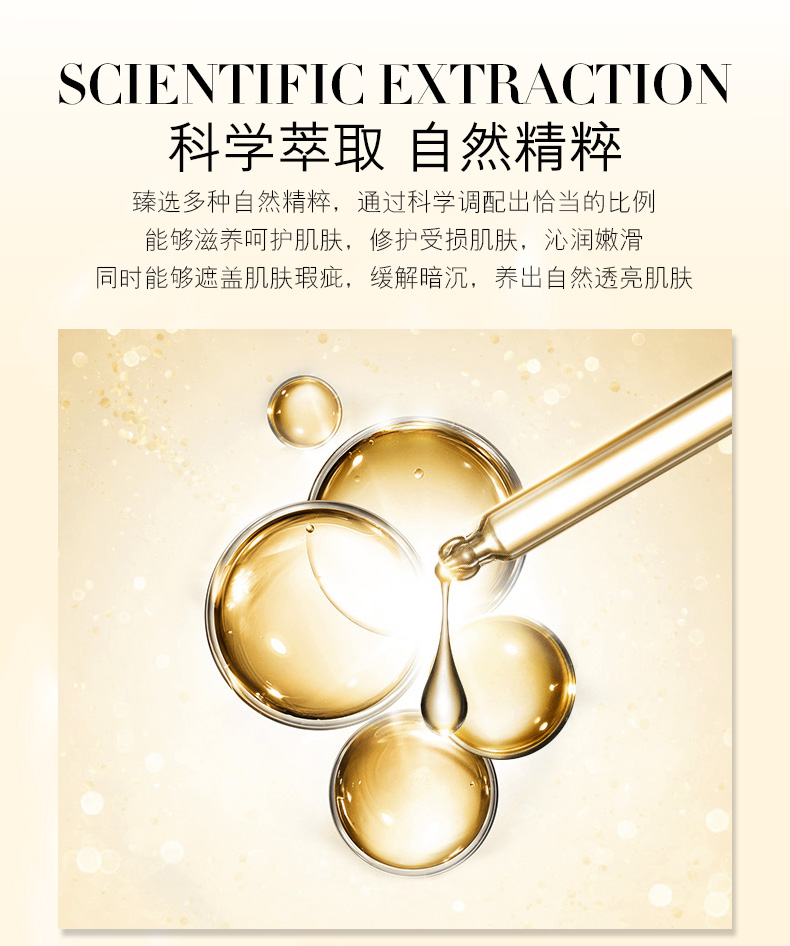 SCIENTIFIC EXTRACTION
科学萃取 自然精粹
臻选多种自然精粹，通过科学调配出恰当的比例
能够滋养呵护肌肤，修护受损肌肤，沁润嫩滑
同时能够遮盖肌肤瑕疵，缓解暗沉，养出自然透亮肌肤